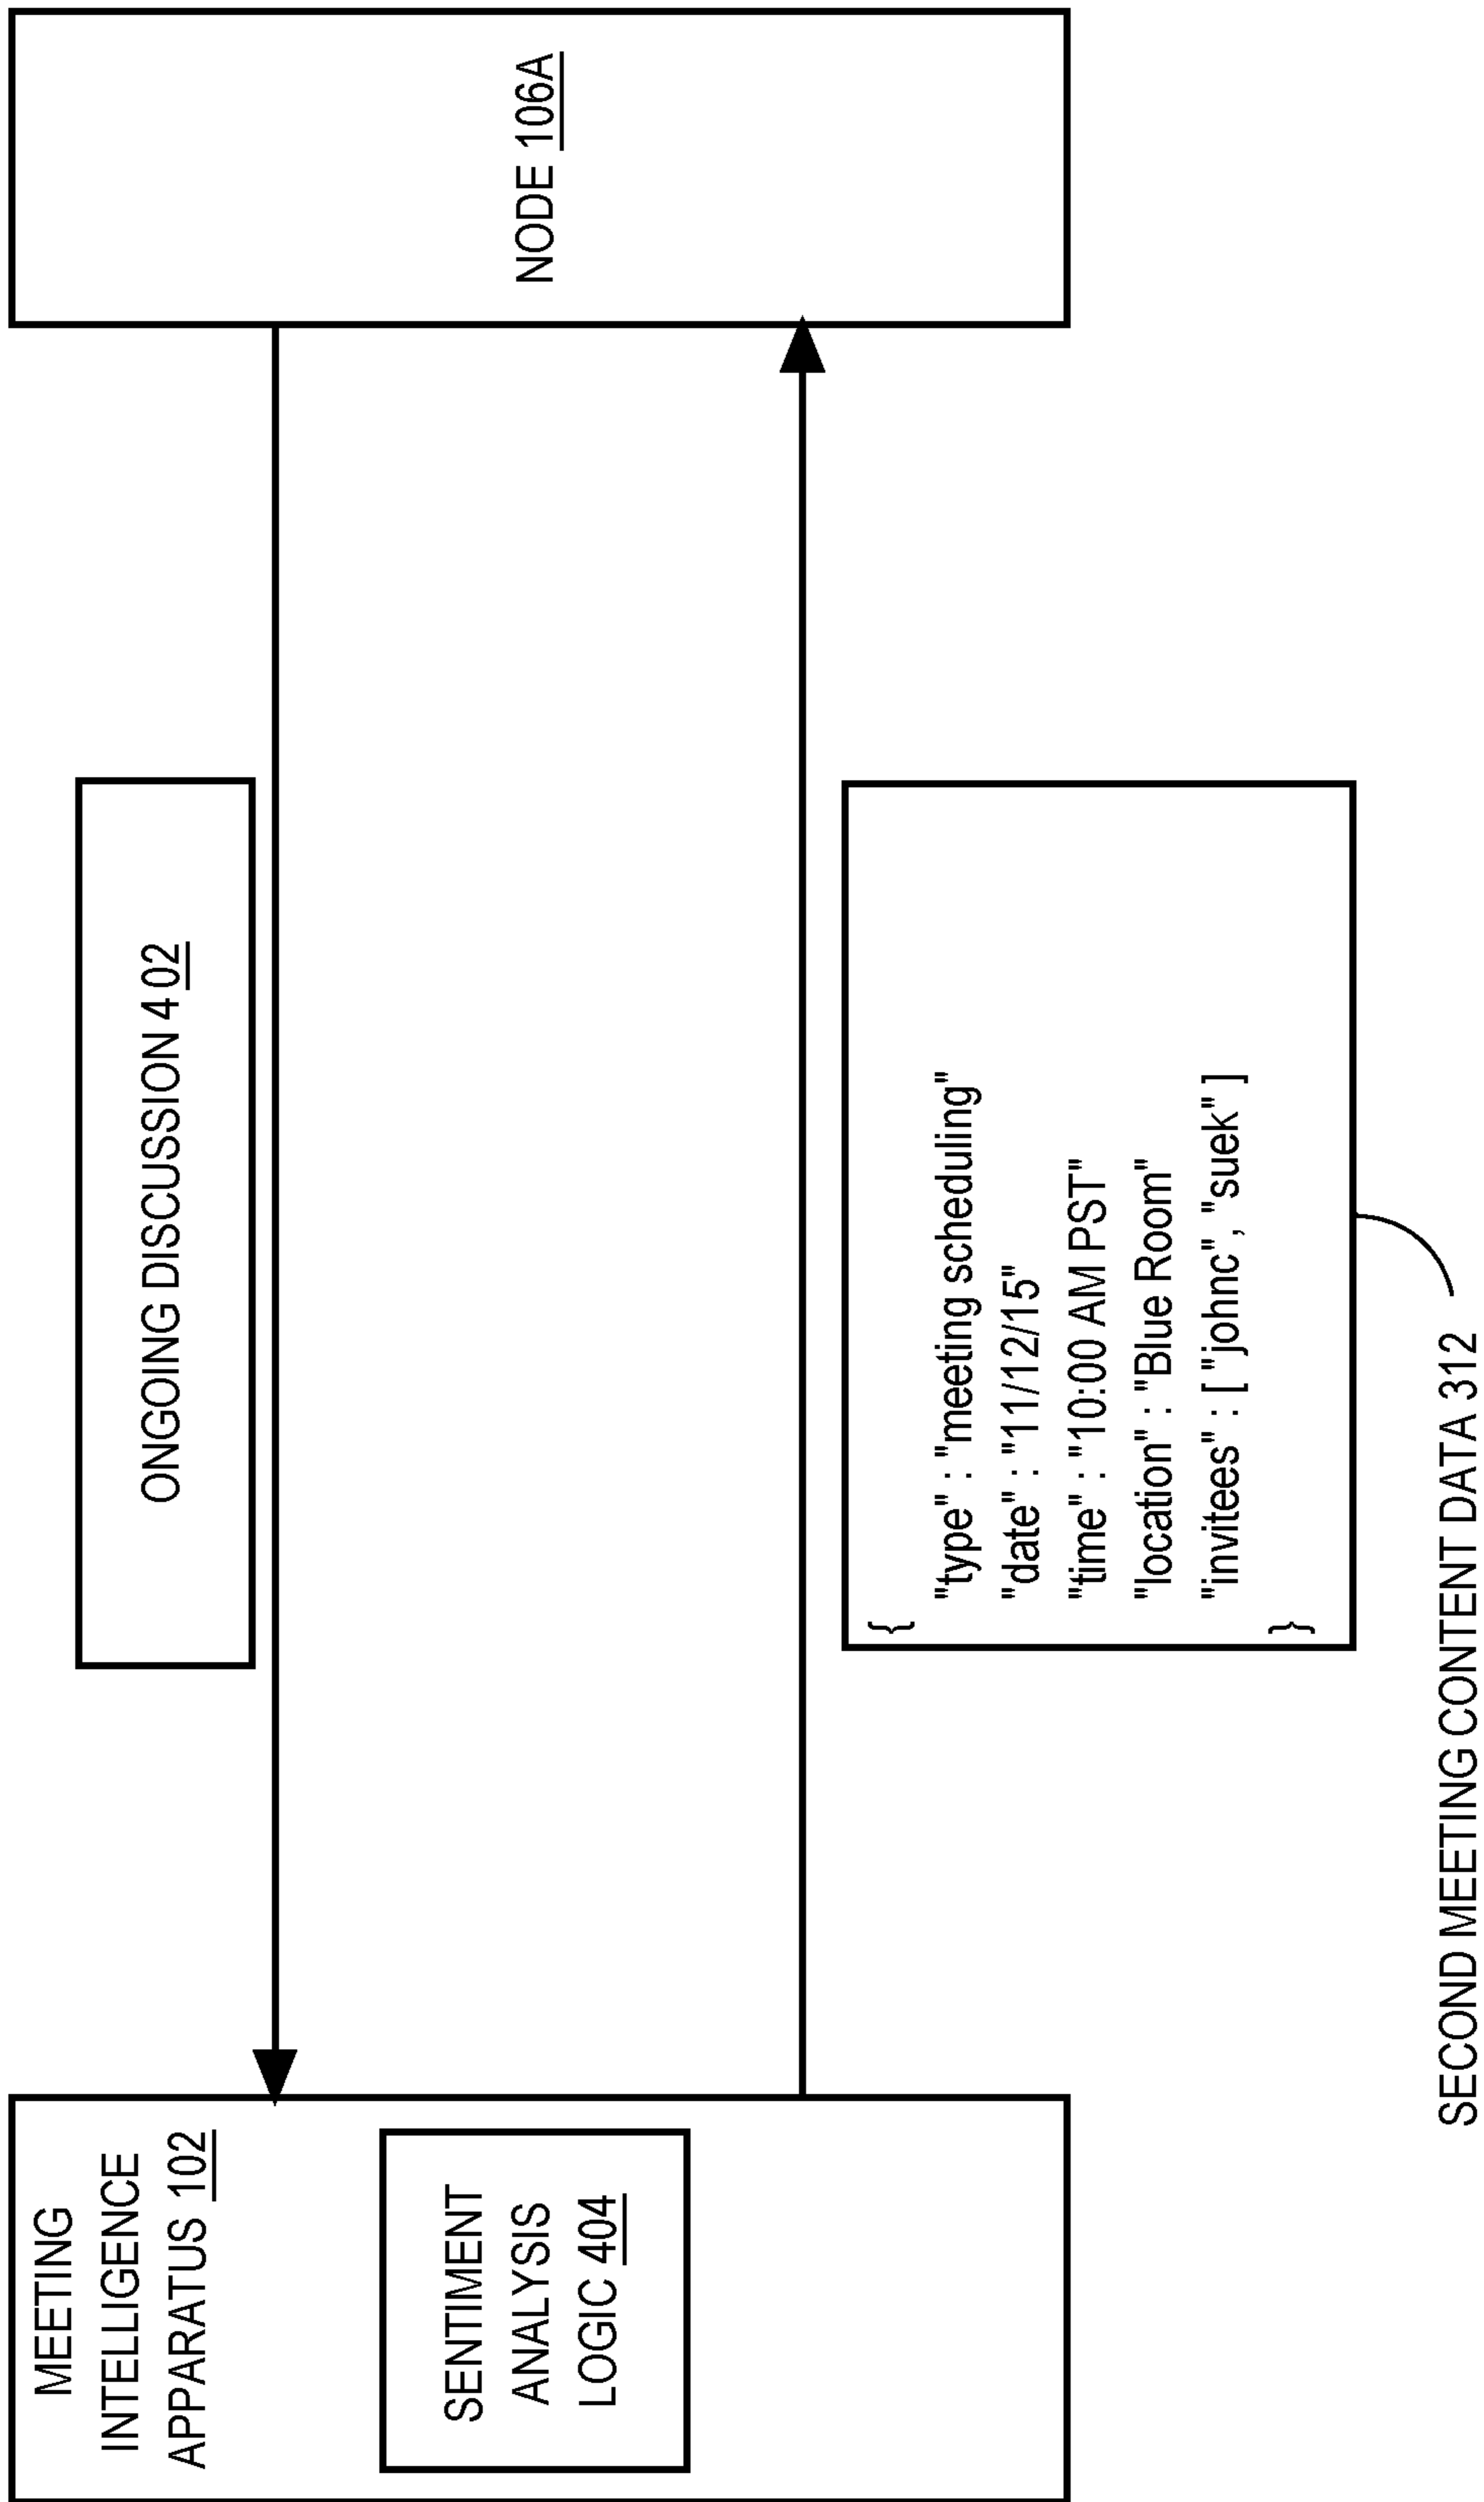 MEETING
INTELLIGENCE
APPARATUS 102
SENTIMENT
ANALYSIS
LOGIC 404
ONGOING DISCUSSION 402
NODE 106A
{
"type" : "meeting scheduling"
"date" : "11/12/15"
"time" : "10:00 AM PST"
"location" : "Blue Room"
"invitees" : [ "johnc" , "suek" ]
}
SECOND MEETING CONTENT DATA 312